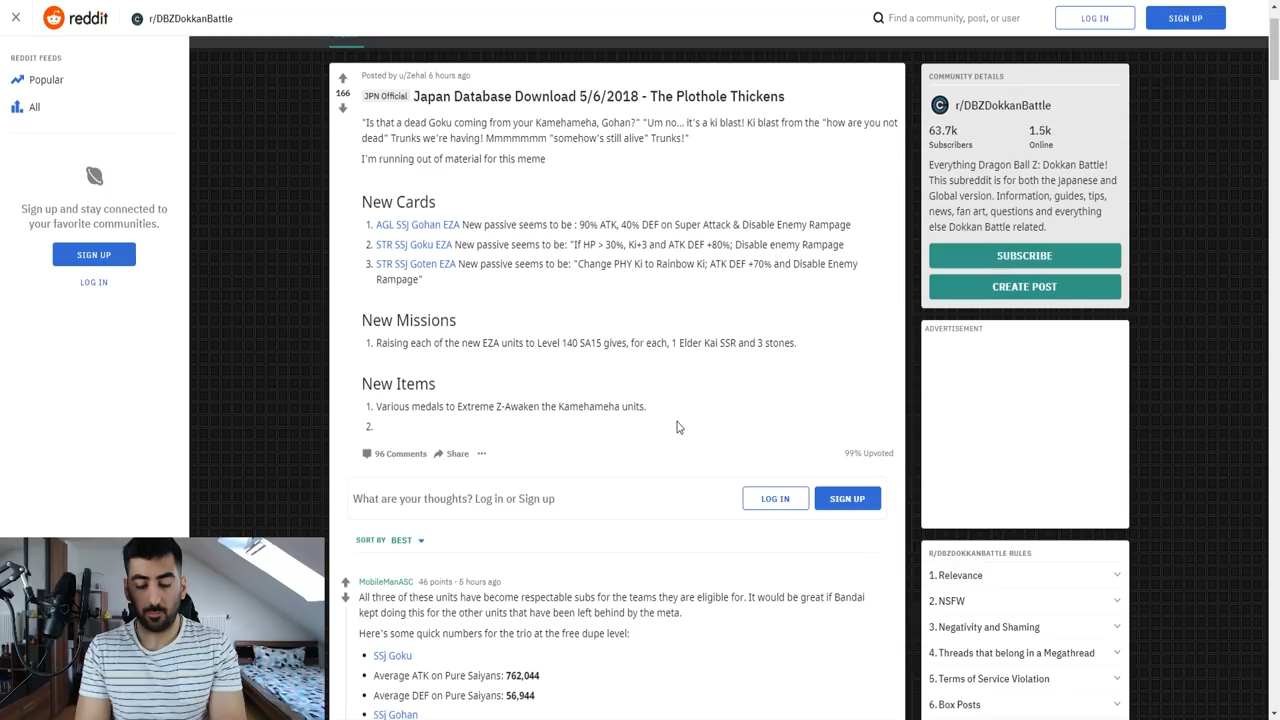 reddit
r/DBZDokkanBattle
Find a community, post, or user
LOG IN
SIGN UP
REDDIT FEEDS
Popular
All
Sign up and stay connected to
your favorite communities.
SIGN UP
LOG IN
Posted by u/Zehal 6 hours ago
166
JPN Official
Japan Database Download 5/6/2018 - The Plothole Thickens
"Is that a dead Goku coming from your Kamehameha, Gohan?" "Um no... it's a ki blast! Ki blast from the "how are you not
dead" Trunks we're having! Mmmmmmm "somehow's still alive" Trunks!"
I'm running out of material for this meme
New Cards
1. AGL SSJ Gohan EZA New passive seems to be : 90% ATK, 40% DEF on Super Attack & Disable Enemy Rampage
2. STR SSJ Goku EZA New passive seems to be: "If HP > 30%, Ki+3 and ATK DEF +80%; Disable enemy Rampage
3. STR SSJ Goten EZA New passive seems to be: "Change PHY Ki to Rainbow Ki; ATK DEF +70% and Disable Enemy
Rampage"
New Missions
1. Raising each of the new EZA units to Level 140 SA15 gives, for each, 1 Elder Kai SSR and 3 stones.
New Items
1. Various medals to Extreme Z-Awaken the Kamehameha units.
2.
96 Comments
Share
99% Upvoted
What are your thoughts? Log in or Sign up
LOG IN
SIGN UP
SORT BY BEST
MobileManASC 46 points · 6 hours ago
All three of these units have become respectable subs for the teams they are eligible for. It would be great if Bandai
kept doing this for the other units that have been left behind by the meta.
Here's some quick numbers for the trio at the free dupe level:
• SSj Goku
• Average ATK on Pure Saiyans: 762,044
• Average DEF on Pure Saiyans: 56,944
• SSj Gohan
COMMUNITY DETAILS
r/DBZDokkanBattle
63.7k
1.5k
Subscribers
Online
Everything Dragon Ball Z: Dokkan Battle!
This subreddit is for both the Japanese and
Global version. Information, guides, tips,
news, fan art, questions and everything
else Dokkan Battle related.
SUBSCRIBE
CREATE POST
ADVERTISEMENT
R/DBZDOKKANBATTLE RULES
1. Relevance
2. NSFW
3. Negativity and Shaming
4. Threads that belong in a Megathread
5. Terms of Service Violation
6. Box Posts